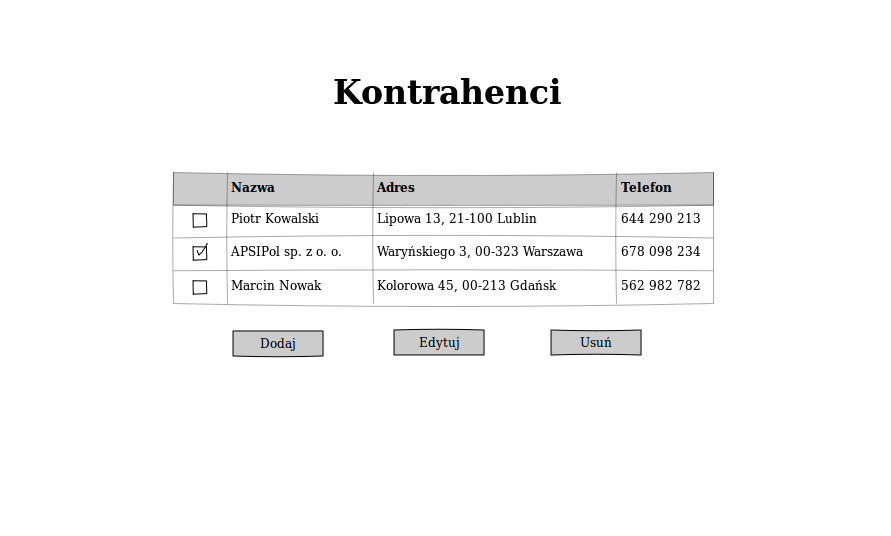 Kontrahenci
Nazwa Adres Telefon
Piotr Kowalski Lipowa 13, 21-100 Lublin 644 290 213
APSIPol sp. z o. o. Waryńskiego 3, 00-323 Warszawa 678 098 234
Marcin Nowak Kolorowa 45, 00-213 Gdańsk 562 982 782
Dodaj Edytuj Usuń